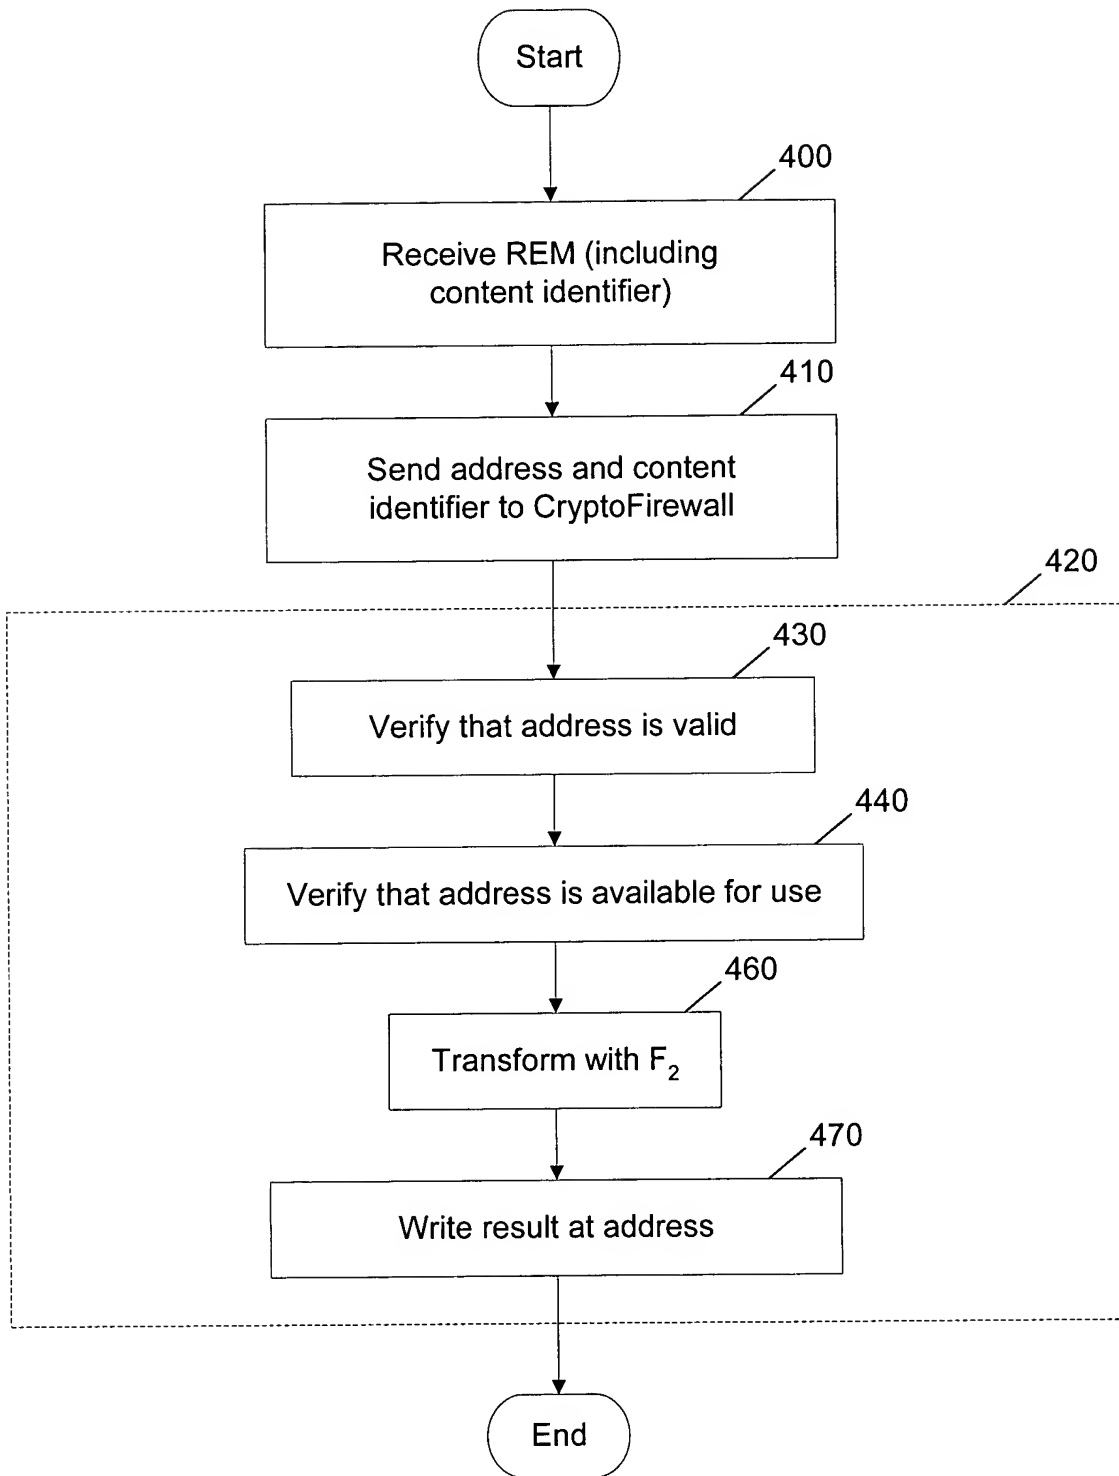 Start
400
Receive REM (including
content identifier)
410
Send address and content
identifier to CryptoFirewall
420
430
Verify that address is valid
440
Verify that address is available for use
460
Transform with F₂
470
Write result at address
End